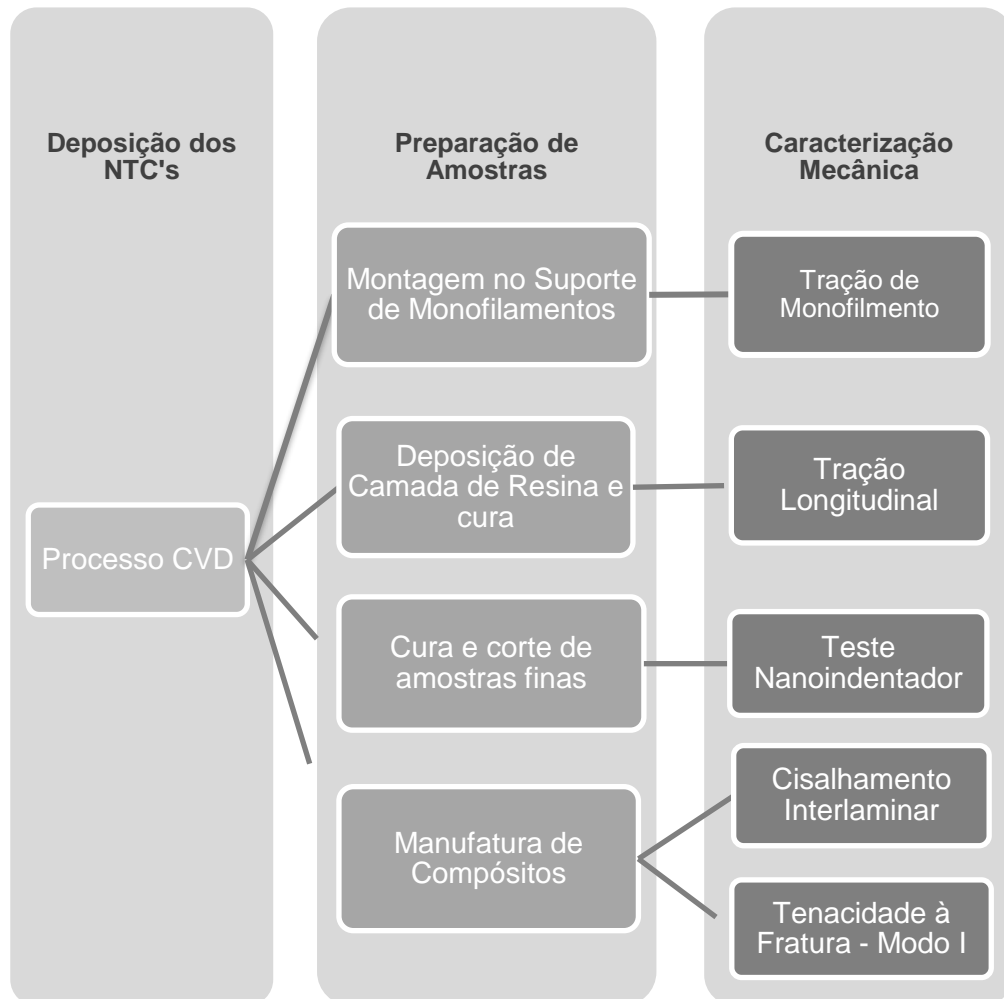 Deposição dos
NTC's
Preparação de
Amostras
Caracterização
Mecânica
Processo CVD
Montagem no Suporte
de Monofilamentos
Deposição de
Camada de Resina e
cura
Cura e corte de
amostras finas
Manufatura de
Compósitos
Tração de
Monofilmento
Tração
Longitudinal
Teste
Nanoindentador
Cisalhamento
Interlaminar
Tenacidade à
Fratura - Modo I